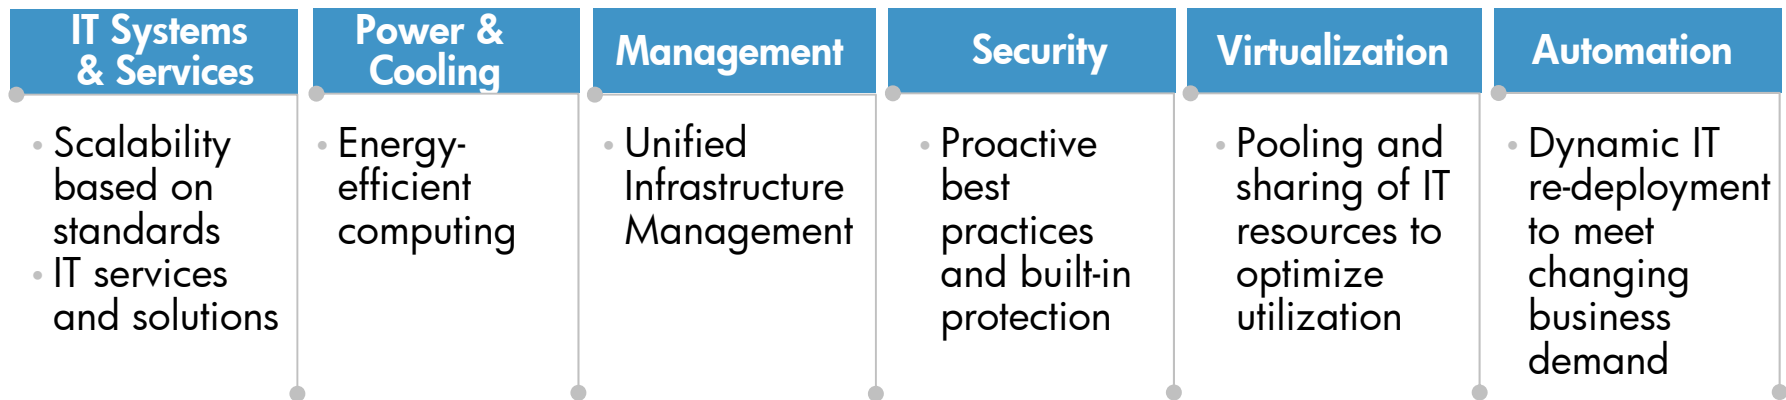 IT Systems
& Services
• Scalability
based on
standards
• IT services
and solutions
Power &
Cooling
• Energy-
efficient
computing
Management
• Unified
Infrastructure
Management
Security
• Proactive
best
practices
and built-in
protection
Virtualization
• Pooling and
sharing of IT
resources to
optimize
utilization
Automation
• Dynamic IT
re-deployment
to meet
changing
business
demand